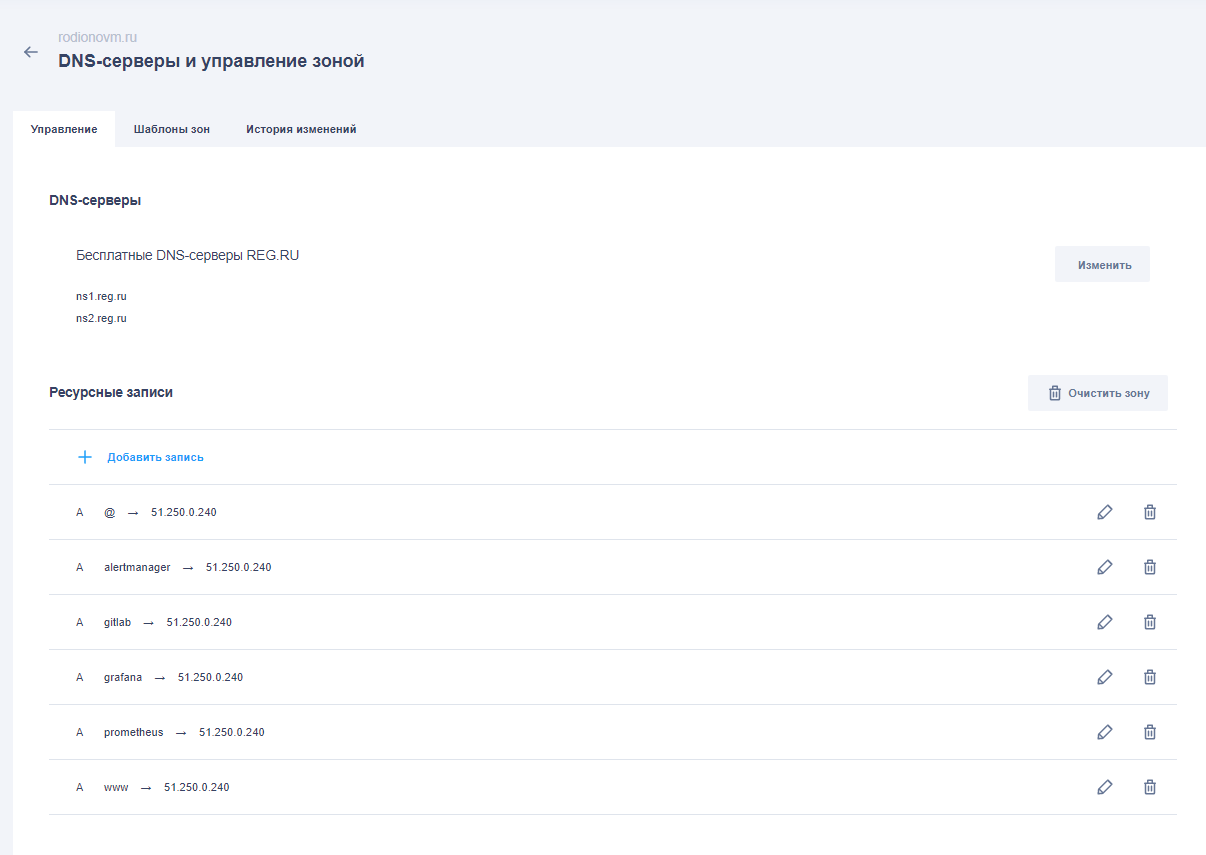 rodionovm.ru
DNS-серверы и управление зоной
Управление Шаблоны зон История изменений
DNS-серверы
Бесплатные DNS-серверы REG.RU
Изменить
ns1.reg.ru
ns2.reg.ru
Ресурсные записи
Очистить зону
Добавить запись
A @ → 51.250.0.240
A alertmanager → 51.250.0.240
A gitlab → 51.250.0.240
A grafana → 51.250.0.240
A prometheus → 51.250.0.240
A www → 51.250.0.240